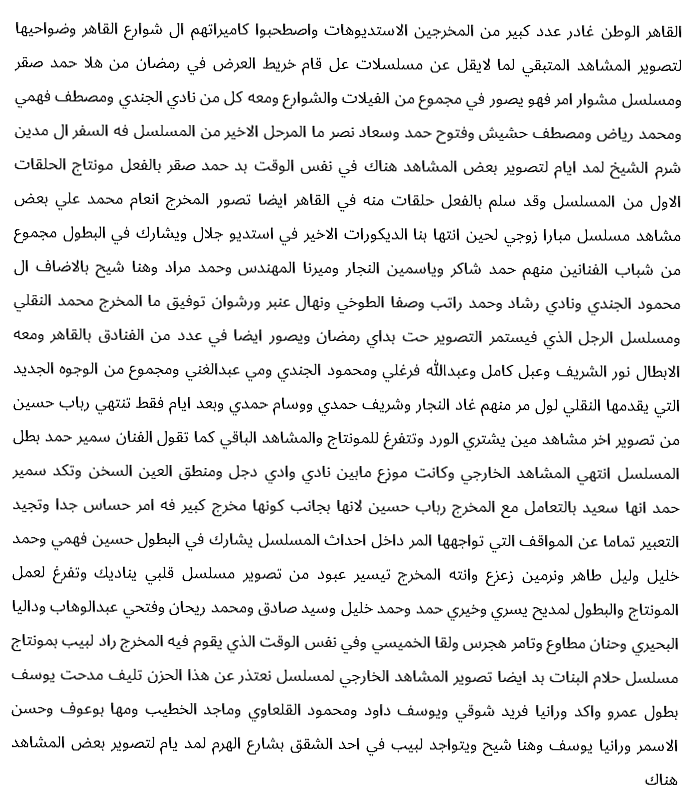 القاهر الوطن غادر عدد كبير من المخرجين الاستديوهات واصطحبوا كاميراتهم ال شوارع القاهر وضواحيها
لتصوير المشاهد المتبقي لما لايقل عن مسلسلات عل قام خريط العرض في رمضان من هلا حمد صقر
ومسلسل مشوار امر فهو يصور في مجموع من الفيلات والشوارع ومعه كل من نادي الجندي ومصطف فهمي
ومحمد رياض ومصطف حشيش وفتوح حمد وسعاد نصر ما المرحل الاخير من المسلسل فه السفر ال مدين
شرم الشيخ لمد ايام لتصوير بعض المشاهد هناك في نفس الوقت بد حمد صقر بالفعل مونتاج الحلقات
الاول من المسلسل وقد سلم بالفعل حلقات منه في القاهر ايضا تصور المخرج انعام محمد علي بعض
مشاهد مسلسل مبارا زوجي لحين انتها بنا الديكورات الاخير في استديو جلال ويشارك في البطول مجموع
من شباب الفنانين منهم حمد شاكر وياسمين النجار وميرنا المهندس وحمد مراد وهنا شيح بالاضاف ال
محمود الجندي ونادي رشاد وحمد راتب وصفا الطوخي ونهال عنبر ورشوان توفيق ما المخرج محمد النقلي
ومسلسل الرجل الذي فيستمر التصوير حت بداي رمضان ويصور ايضا في عدد من الفنادق بالقاهر ومعه
الابطال نور الشريف وعبل كامل وعبدالله فرغلي ومحمود الجندي ومي عبدالغني ومجموع من الوجوه الجديد
التي يقدمها النقلي لول مر منهم غاد النجار وشريف حمدي ووسام حمدي وبعد ايام فقط تنتهي رباب حسين
من تصوير اخر مشاهد مين يشتري الورد وتتفرغ للمونتاج والمشاهد الباقي كما تقول الفنان سمير حمد بطل
المسلسل انتهي المشاهد الخارجي وكانت موزع مابين نادي وادي دجل ومنطق العين السخن وتكد سمير
حمد انها سعيد بالتعامل مع المخرج رباب حسين لانها بجانب كونها مخرج كبير فه امر حساس جدا وتجيد
التعبير تماما عن المواقف التي تواجهها المر داخل احداث المسلسل يشارك في البطول حسين فهمي وحمد
خليل وليل طاهر ونرمين زعزع وانته المخرج تيسير عبود من تصوير مسلسل قلبي يناديك وتفرغ لعمل
المونتاج والبطول لمديح يسري وخيري حمد وحمد خليل وسيد صادق ومحمد ريحان وفتحي عبدالوهاب وداليا
البحيري وحنان مطاوع وتامر هجرس ولقا الخميسي وفي نفس الوقت الذي يقوم فيه المخرج راد لبيب بمونتاج
مسلسل حلام البنات بد ايضا تصوير المشاهد الخارجي لمسلسل نعتذر عن هذا الحزن تليف مدحت يوسف
بطول عمرو واكد ورانيا فريد شوقي ويوسف داود ومحمود القلعاوي وماجد الخطيب ومها بوعوف وحسن
الاسمر ورانيا يوسف وهنا شيح ويتواجد لبيب في احد الشقق بشارع الهرم لمد يام لتصوير بعض المشاهد
هناك